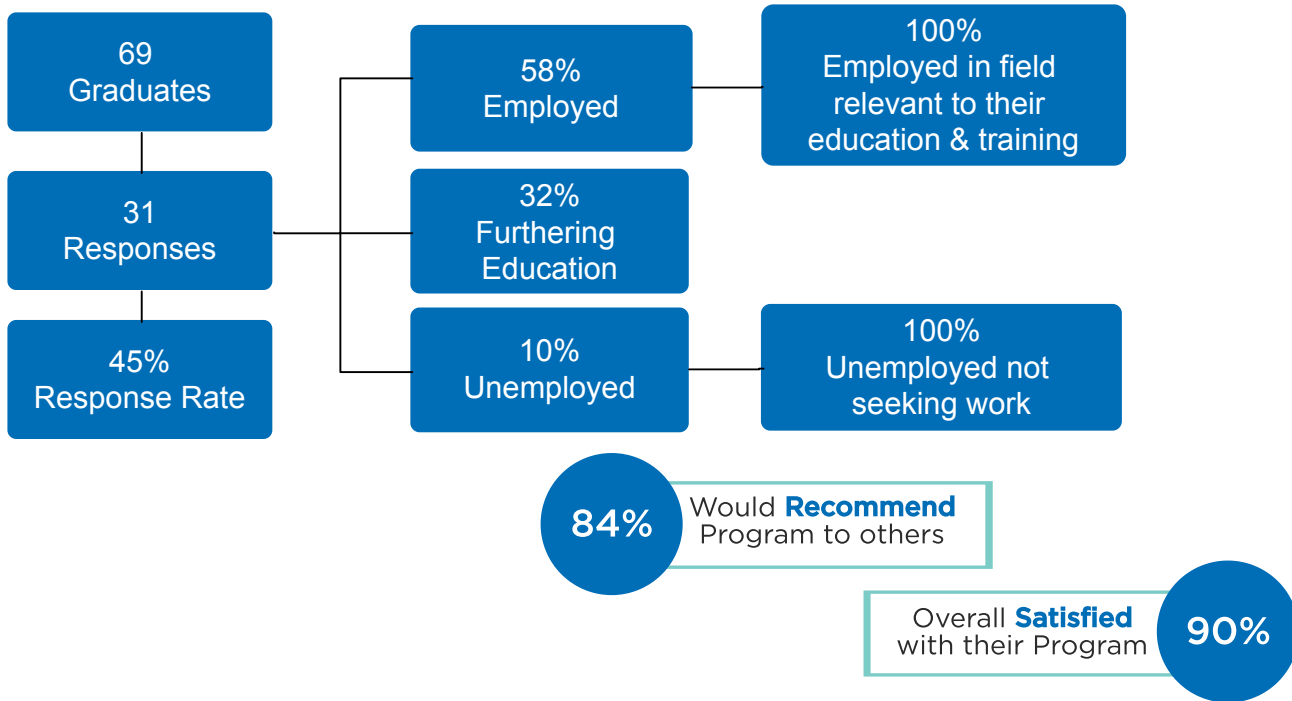 69
Graduates
31
Responses
45%
Response Rate
58%
Employed
100%
Employed in field
relevant to their
education & training
32%
Furthering
Education
10%
Unemployed
100%
Unemployed not
seeking work
84%
Would Recommend
Program to others
Overall Satisfied
with their Program
90%